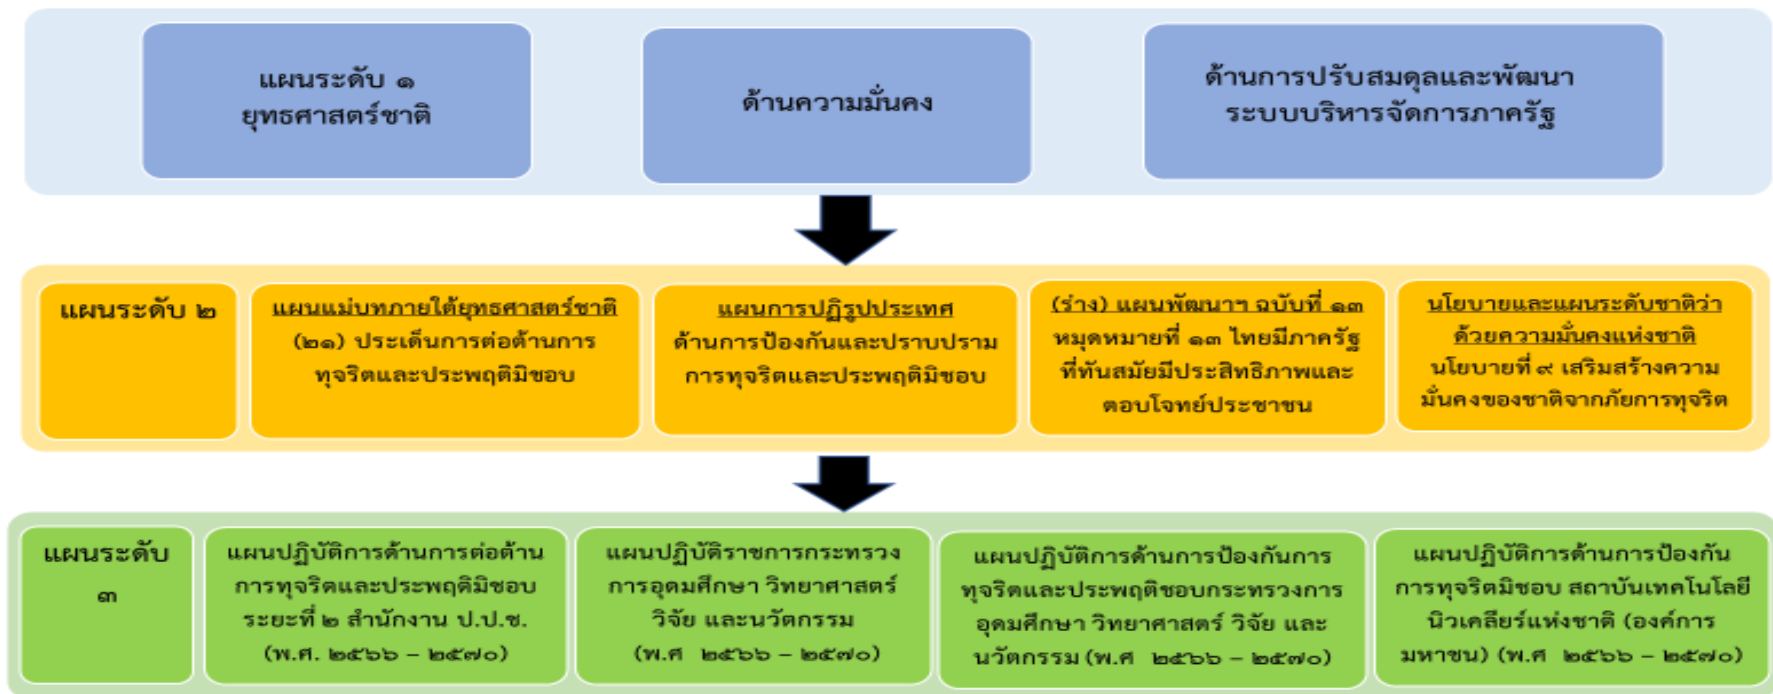 แผนระดับ ๑
ยุทธศาสตร์ชาติ
ด้านความมั่นคง
ด้านการปรับสมดุลและพัฒนา
ระบบบริหารจัดการภาครัฐ
แผนระดับ ๒
แผนแม่บทภายใต้ยุทธศาสตร์ชาติ
(๒๑) ประเด็นการต่อต้านการ
ทุจริตและประพฤติมิชอบ
แผนการปฏิรูปประเทศ
ด้านการป้องกันและปราบปราม
การทุจริตและประพฤติมิชอบ
(ร่าง) แผนพัฒนาฯ ฉบับที่ ๑๓
หมุดหมายที่ ๑๓ ไทยมีภาครัฐ
ที่ทันสมัยมีประสิทธิภาพและ
ตอบโจทย์ประชาชน
นโยบายและแผนระดับชาติว่า
ด้วยความมั่นคงแห่งชาติ
นโยบายที่ ๙ เสริมสร้างความ
มั่นคงของชาติจากภัยการทุจริต
แผนระดับ
๓
แผนปฏิบัติการด้านการต่อต้าน
การทุจริตและประพฤติมิชอบ
ระยะที่ ๒ สำนักงาน ป.ป.ช.
(พ.ศ. ๒๕๖๖ – ๒๕๗๐)
แผนปฏิบัติราชการกระทรวง
การอุดมศึกษา วิทยาศาสตร์
วิจัย และนวัตกรรม
(พ.ศ ๒๕๖๖ – ๒๕๗๐)
แผนปฏิบัติการด้านการป้องกันการ
ทุจริตและประพฤติชอบกระทรวงการ
อุดมศึกษา วิทยาศาสตร์ วิจัย และ
นวัตกรรม (พ.ศ ๒๕๖๖ – ๒๕๗๐)
แผนปฏิบัติการด้านการป้องกัน
การทุจริตมิชอบ สถาบันเทคโนโลยี
นิวเคลียร์แห่งชาติ (องค์การ
มหาชน) (พ.ศ ๒๕๖๖ – ๒๕๗๐)